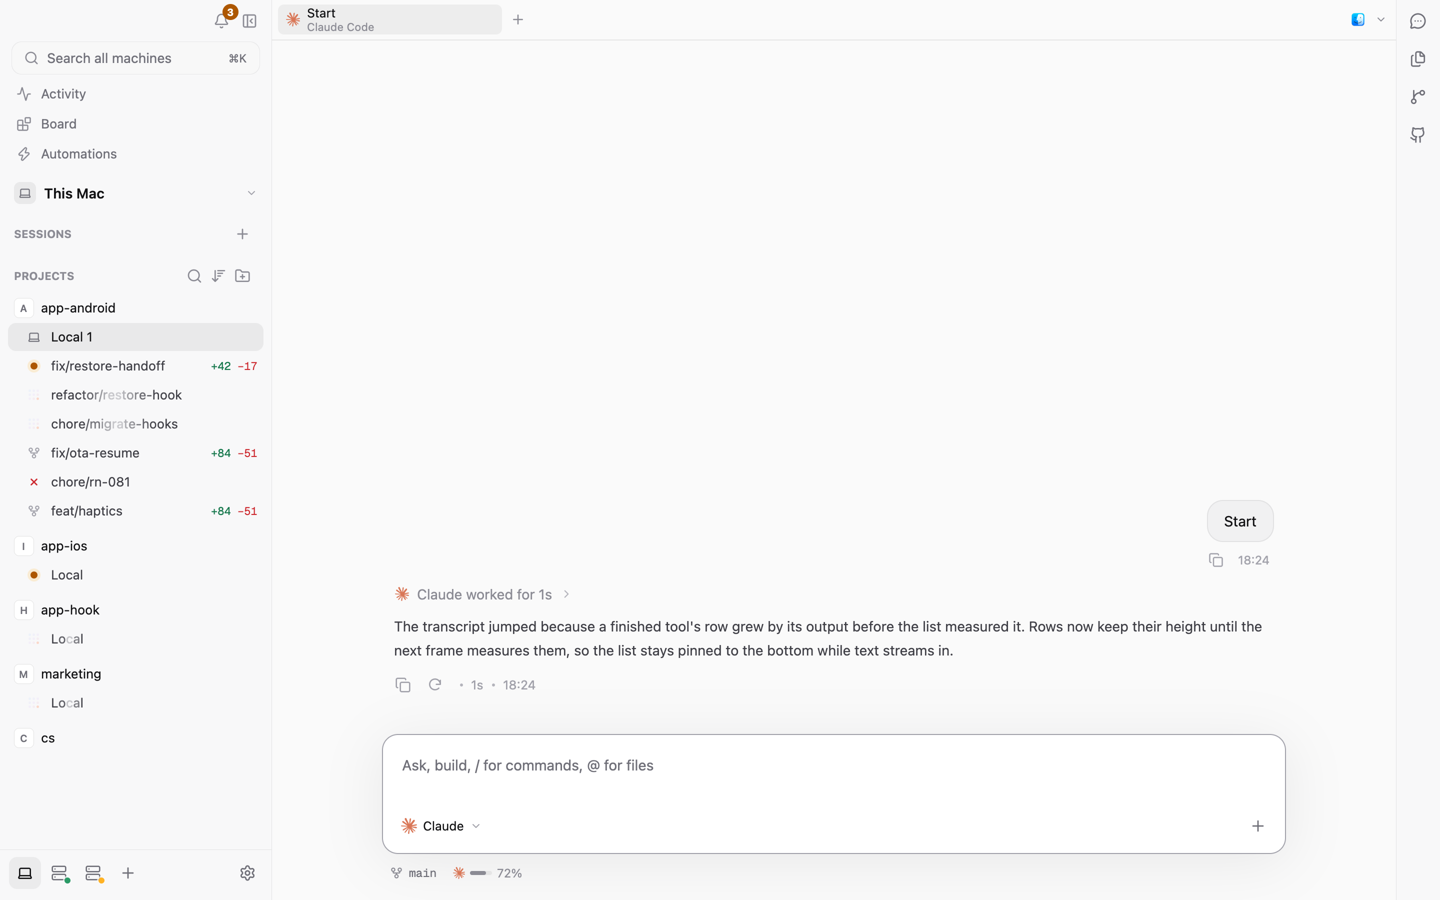 3
Search all machines
⌘K
Activity
Board
Automations
This Mac
SESSIONS
PROJECTS
A app-android
Local 1
fix/restore-handoff +42 −17
refactor/restore-hook
chore/migrate-hooks
fix/ota-resume +84 −51
chore/rn-081
feat/haptics +84 −51
I app-ios
Local
H app-hook
Local
M marketing
Local
C cs
Start
Claude Code
Start
18:24
Claude worked for 1s
The transcript jumped because a finished tool's row grew by its output before the list measured it. Rows now keep their height until the
next frame measures them, so the list stays pinned to the bottom while text streams in.
• 1s • 18:24
Ask, build, / for commands, @ for files
Claude
main 72%